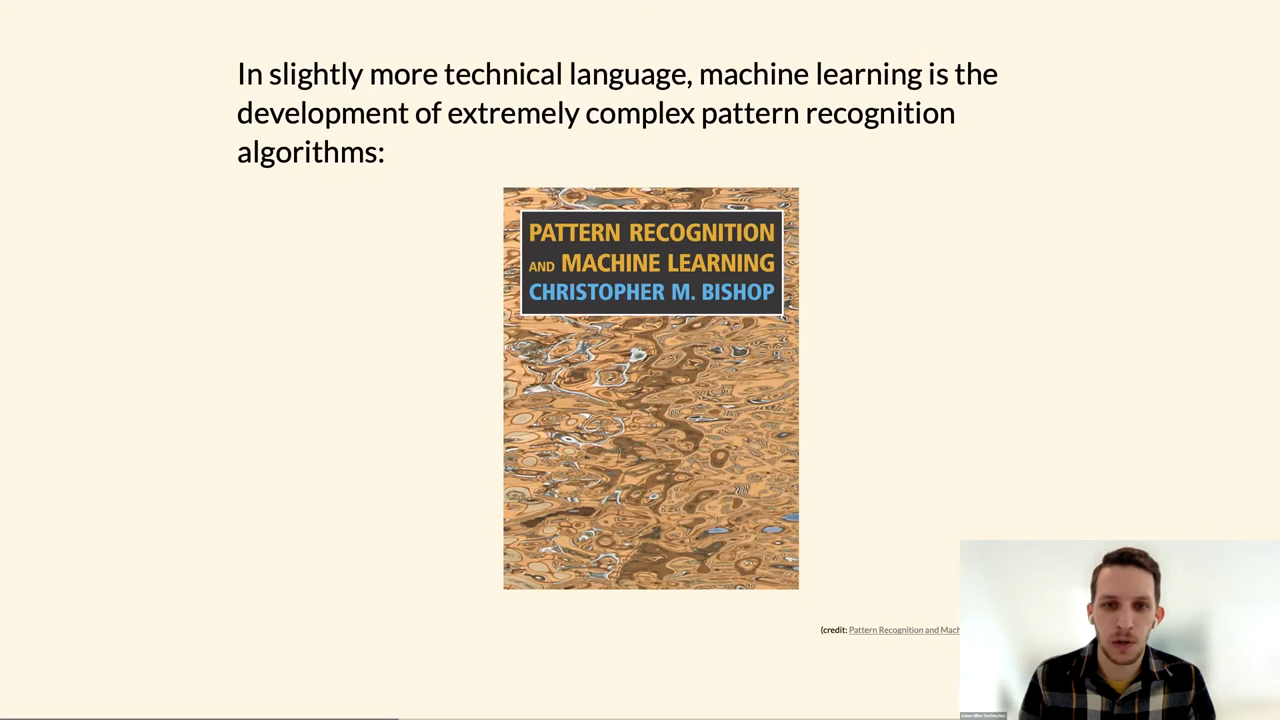 In slightly more technical language, machine learning is the
development of extremely complex pattern recognition
algorithms:
PATTERN RECOGNITION
AND MACHINE LEARNING
CHRISTOPHER M. BISHOP
(credit: Pattern Recognition and Mach